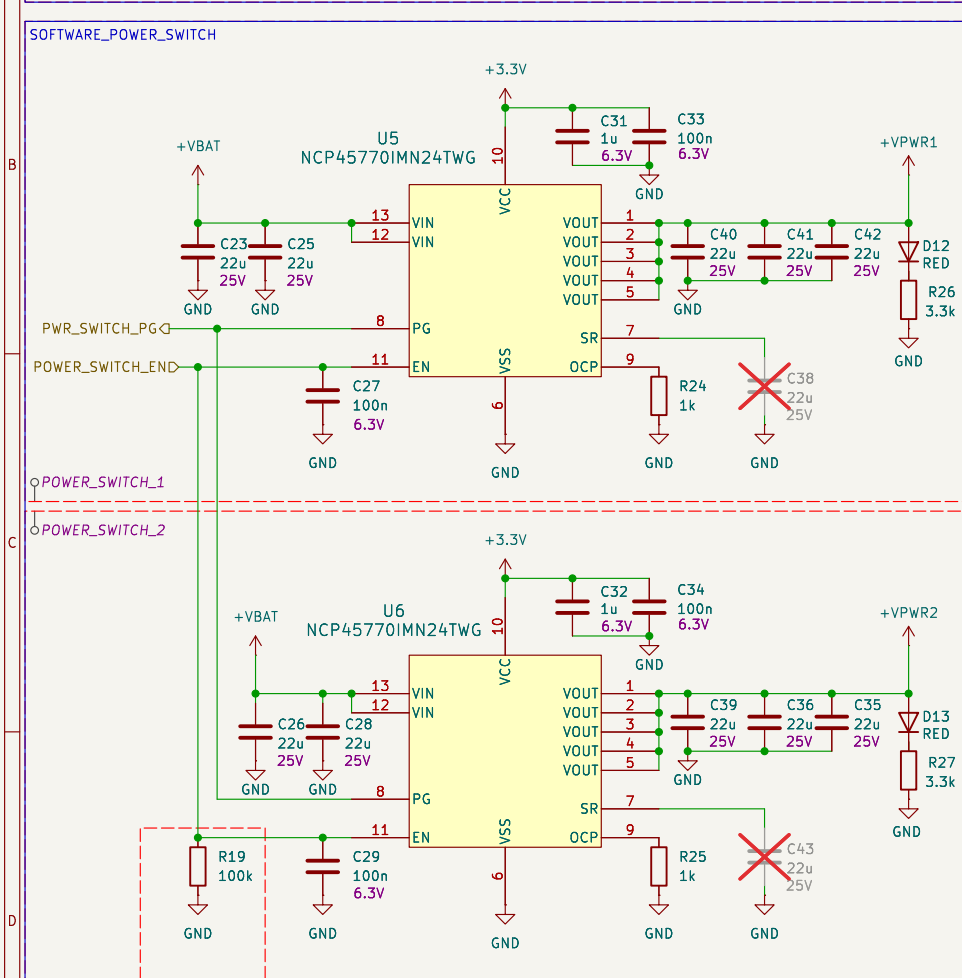 SOFTWARE_POWER_SWITCH
+3.3V
U5
NCP45770IMN24TWG
C31
1u
6.3V
C33
100n
6.3V
GND
+VBAT
+VPWR1
B
10
VCC
13 VIN
12 VIN
VOUT 1
VOUT 2
VOUT 3
VOUT 4
VOUT 5
C23
22u
25V
C25
22u
25V
GND
GND
C40
22u
25V
C41
22u
25V
C42
22u
25V
GND
D12
RED
R26
3.3k
GND
PWR_SWITCH_PG
8 PG
SR 7
POWER_SWITCH_EN
11 EN
VSS
6
OCP 9
C27
100n
6.3V
GND
GND
R24
1k
GND
C38
22u
25V
GND
POWER_SWITCH_1
POWER_SWITCH_2
C
+3.3V
U6
NCP45770IMN24TWG
C32
1u
6.3V
C34
100n
6.3V
GND
+VBAT
+VPWR2
10
VCC
13 VIN
12 VIN
VOUT 1
VOUT 2
VOUT 3
VOUT 4
VOUT 5
C26
22u
25V
C28
22u
25V
GND
GND
C39
22u
25V
C36
22u
25V
C35
22u
25V
GND
D13
RED
R27
3.3k
GND
8 PG
SR 7
11 EN
VSS
6
OCP 9
R19
100k
GND
C29
100n
6.3V
GND
GND
R25
1k
GND
C43
22u
25V
GND
D